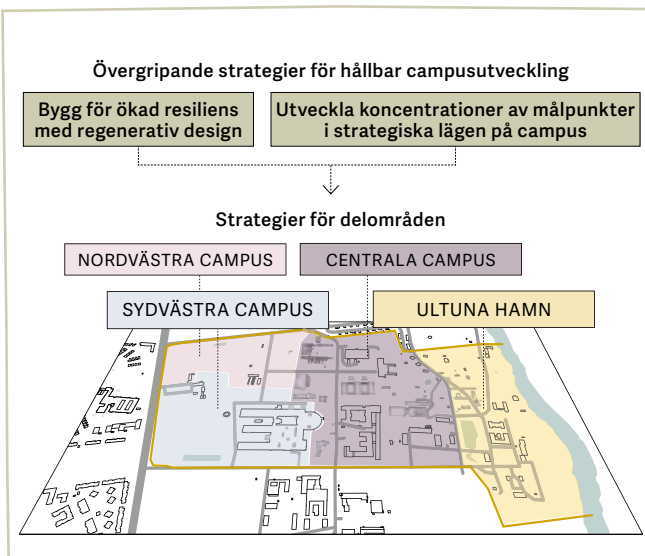 Övergripande strategier för hållbar campusutveckling
Bygg för ökad resiliens
med regenerativ design
Utveckla koncentrationer av målpunkter
i strategiska lägen på campus
Strategier för delområden
NORDVÄSTRA CAMPUS
CENTRALA CAMPUS
SYDVÄSTRA CAMPUS
ULTUNA HAMN